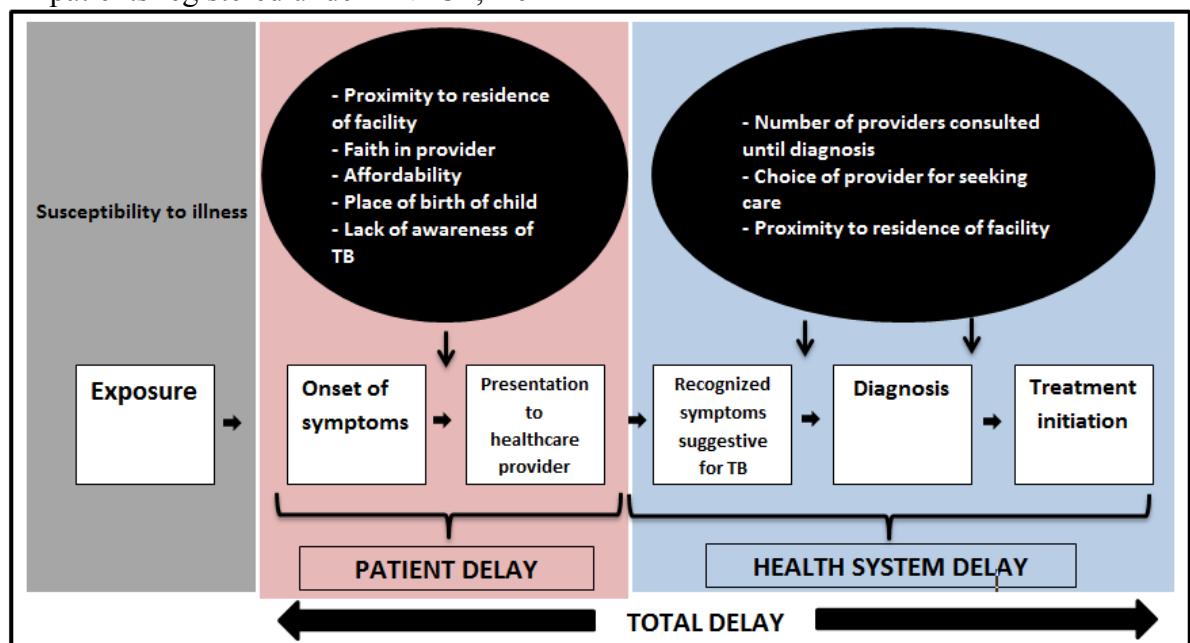 - Proximity to residence
of facility
- Faith in provider
- Affordability
- Place of birth of child
- Lack of awareness of
TB
- Number of providers consulted
until diagnosis
- Choice of provider for seeking
care
- Proximity to residence of facility
Susceptibility to illness
Exposure
Onset of
symptoms
Presentation
to
healthcare
provider
Recognized
symptoms
suggestive
for TB
Diagnosis
Treatment
initiation
PATIENT DELAY
HEALTH SYSTEM DELAY
TOTAL DELAY